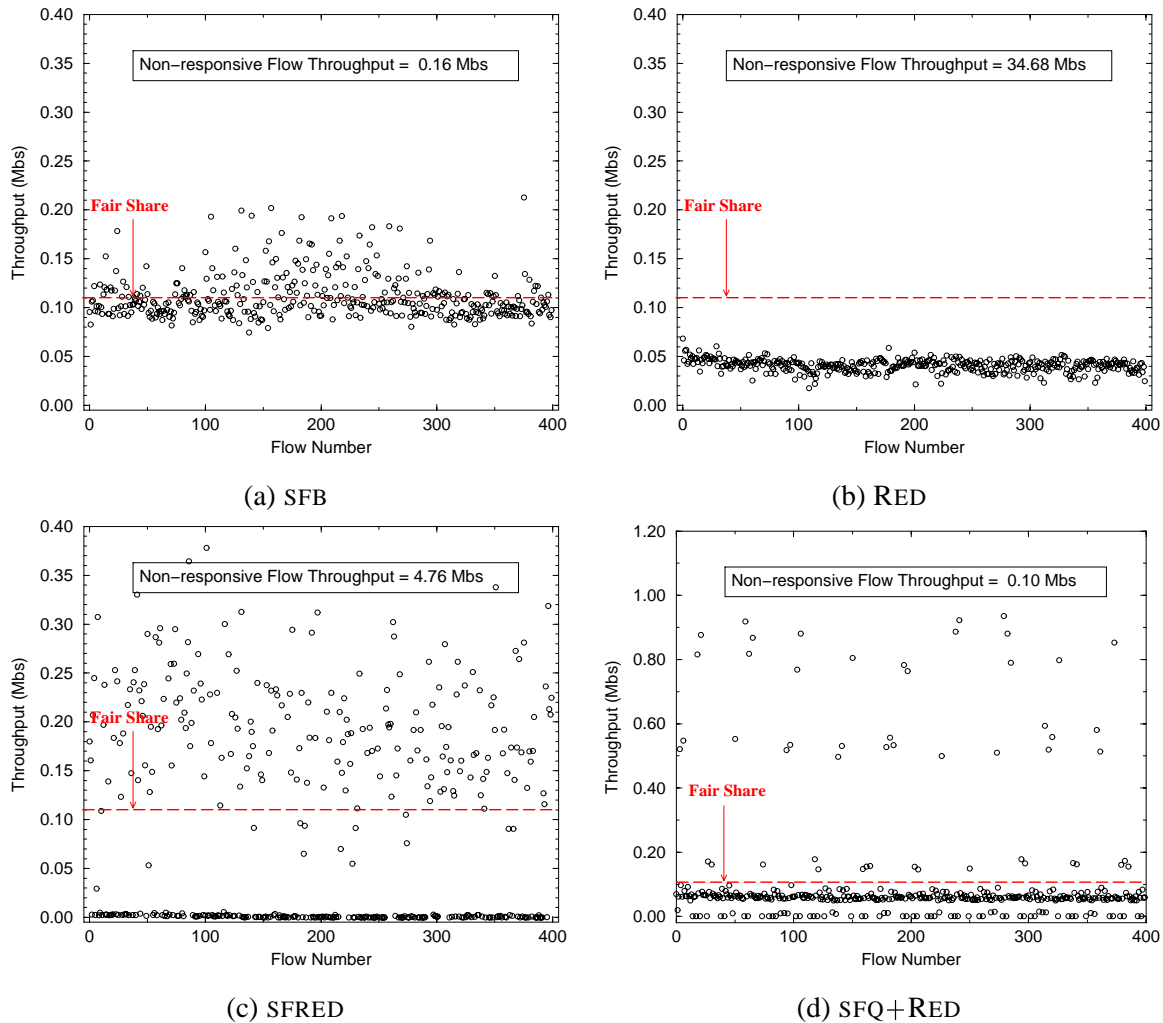 0.40
0.35
0.30
0.25
0.20
0.15
0.10
0.05
0.00
Throughput (Mbs)
Non−responsive Flow Throughput = 0.16 Mbs
Fair Share
0 100 200 300 400
Flow Number
(a) SFB
0.40
0.35
0.30
0.25
0.20
0.15
0.10
0.05
0.00
Throughput (Mbs)
Non−responsive Flow Throughput = 34.68 Mbs
Fair Share
0 100 200 300 400
Flow Number
(b) RED
0.40
0.35
0.30
0.25
0.20
0.15
0.10
0.05
0.00
Throughput (Mbs)
Non−responsive Flow Throughput = 4.76 Mbs
Fair Share
0 100 200 300 400
Flow Number
(c) SFRED
1.20
1.00
0.80
0.60
0.40
0.20
0.00
Throughput (Mbs)
Non−responsive Flow Throughput = 0.10 Mbs
Fair Share
0 100 200 300 400
Flow Number
(d) SFQ+RED